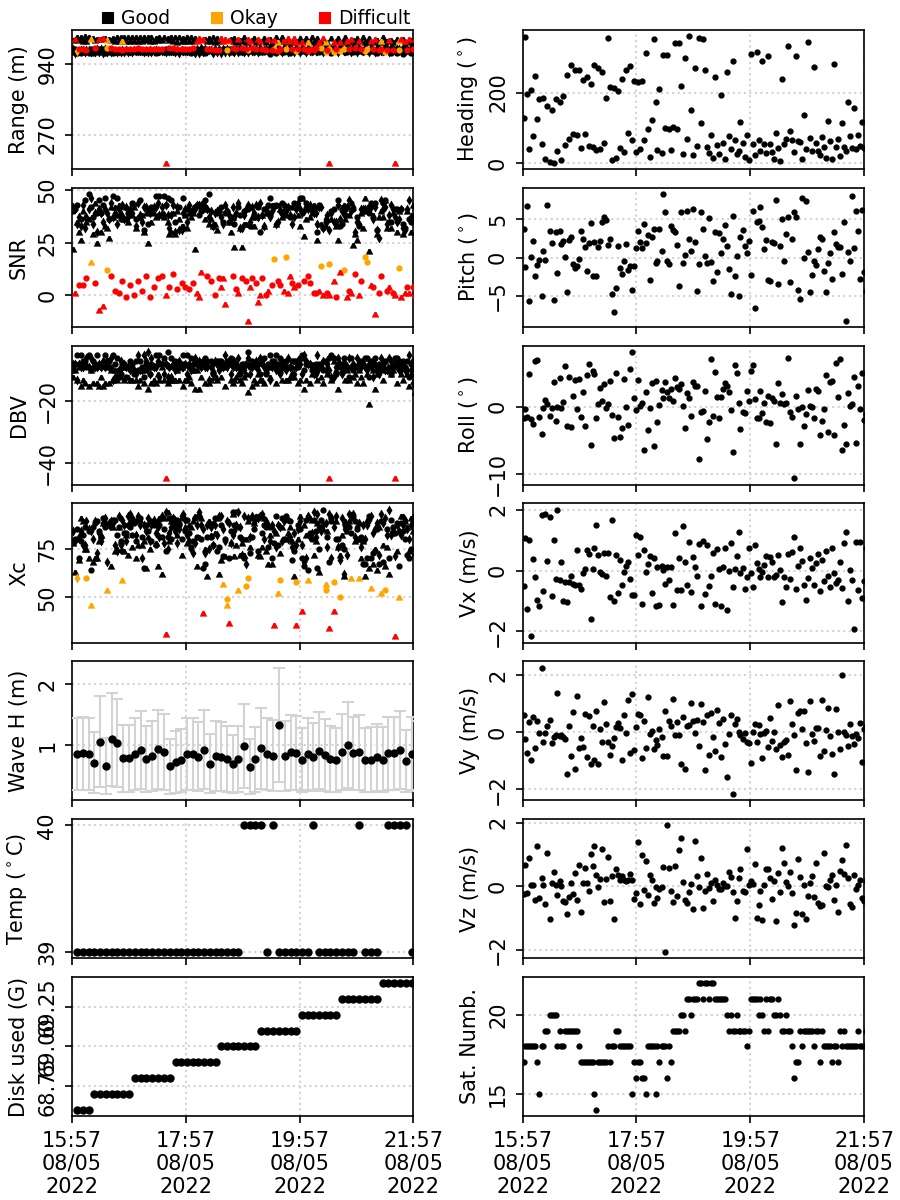 Good Okay Difficult
Range (m)
940
270
Heading (°)
200
0
SNR
50
25
0
Pitch (°)
5
0
−5
DBV
−20
−40
Roll (°)
0
−10
Xc
75
50
Vx (m/s)
2
0
−2
Wave H (m)
2
1
Vy (m/s)
2
0
−2
Temp (°C)
40
39
Vz (m/s)
2
0
−2
Disk used (G)
Sat. Numb.
20
15
15:57 17:57 19:57 21:57
08/05 08/05 08/05 08/05
2022 2022 2022 2022
15:57 17:57 19:57 21:57
08/05 08/05 08/05 08/05
2022 2022 2022 2022